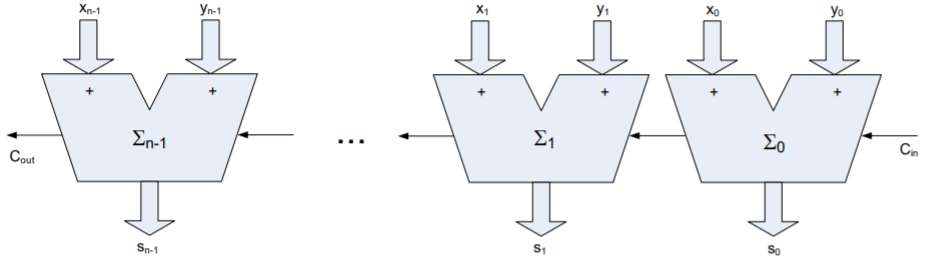 xn-1 yn-1 x1 y1 x0 y0
+ + + + + +
Σn-1 ... Σ1 Σ0
Cout Cin
sn-1 s1 s0